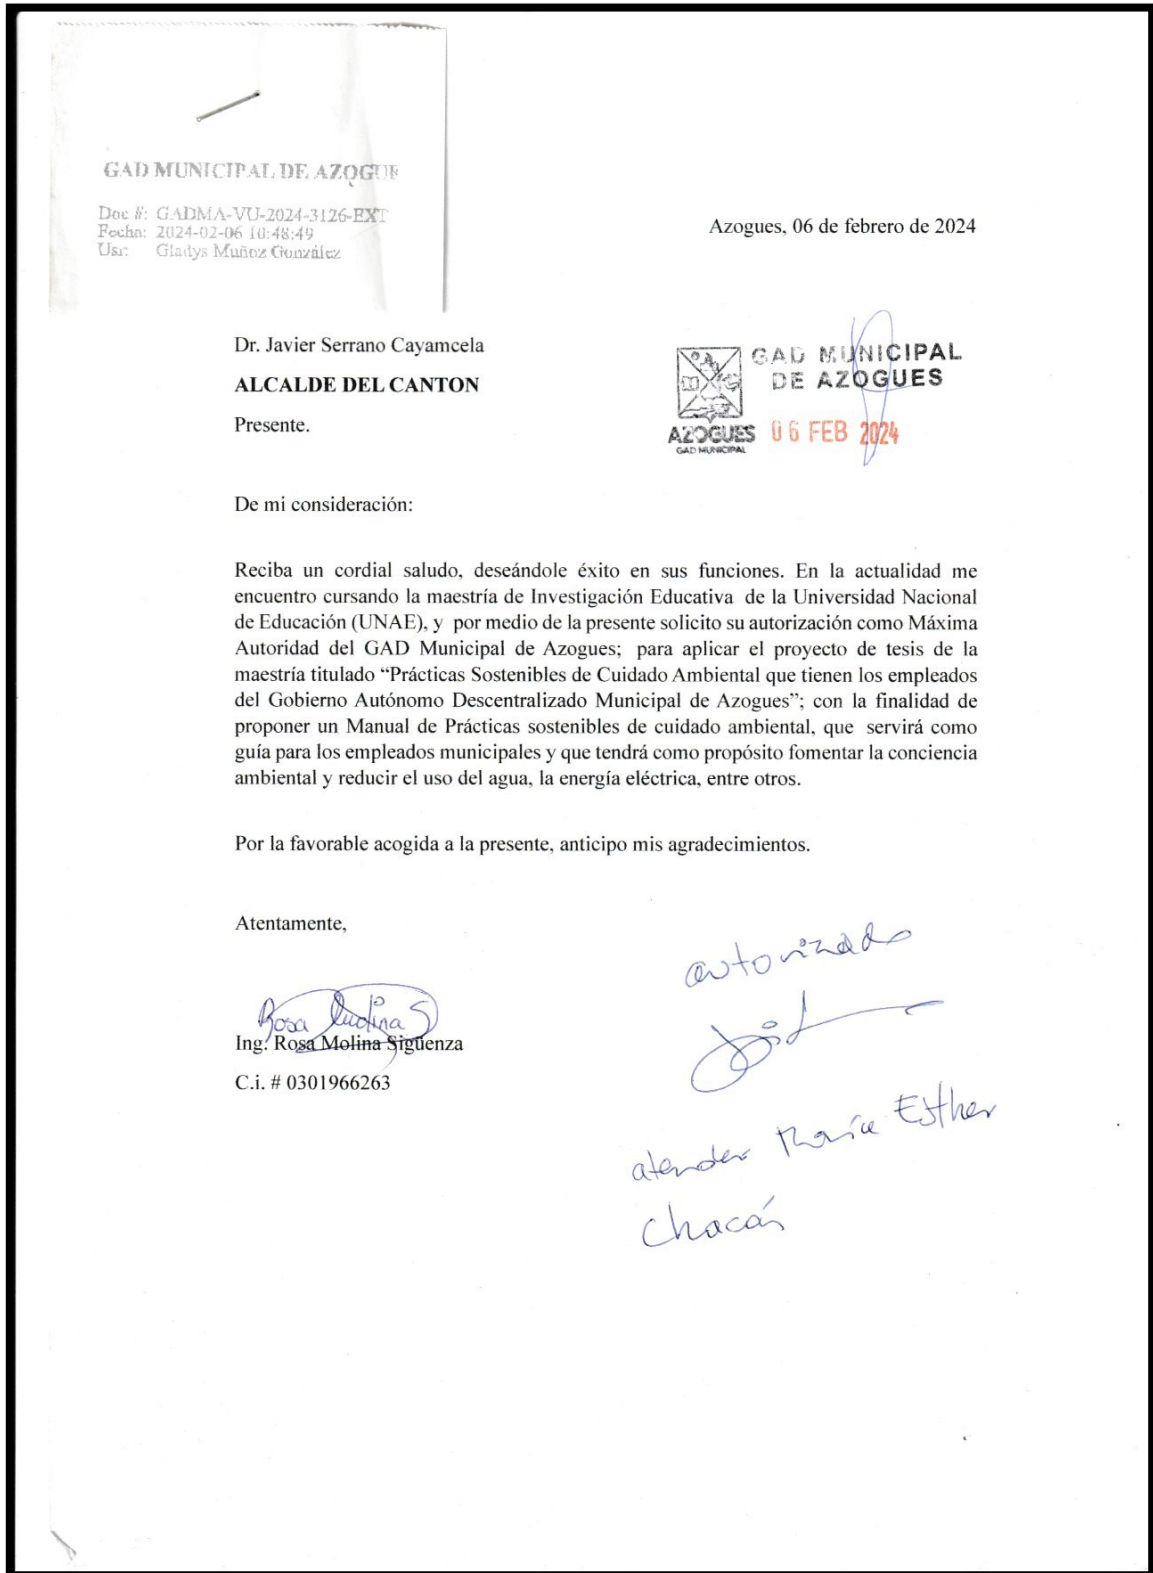 GAD MUNICIPAL DE AZOGUE
Doc #: GADMA-VU-2024-3126-EXT
Fecha: 2024-02-06 10:48:49
Usr: Gladys Muñoz González
Azogues, 06 de febrero de 2024
Dr. Javier Serrano Cayamcela
ALCALDE DEL CANTON
Presente.
GAD MUNICIPAL
DE AZOGUES
AZOGUES
GAD MUNICIPAL
06 FEB 2024
De mi consideración:
Reciba un cordial saludo, deseándole éxito en sus funciones. En la actualidad me
encuentro cursando la maestría de Investigación Educativa de la Universidad Nacional
de Educación (UNAE), y por medio de la presente solicito su autorización como Máxima
Autoridad del GAD Municipal de Azogues; para aplicar el proyecto de tesis de la
maestría titulado “Prácticas Sostenibles de Cuidado Ambiental que tienen los empleados
del Gobierno Autónomo Descentralizado Municipal de Azogues”; con la finalidad de
proponer un Manual de Prácticas sostenibles de cuidado ambiental, que servirá como
guía para los empleados municipales y que tendrá como propósito fomentar la conciencia
ambiental y reducir el uso del agua, la energía eléctrica, entre otros.
Por la favorable acogida a la presente, anticipo mis agradecimientos.
Atentamente,
Rosa Molina S
Ing. Rosa Molina Sigüenza
C.i. # 0301966263
autorizado
atender María Esther
Chacón